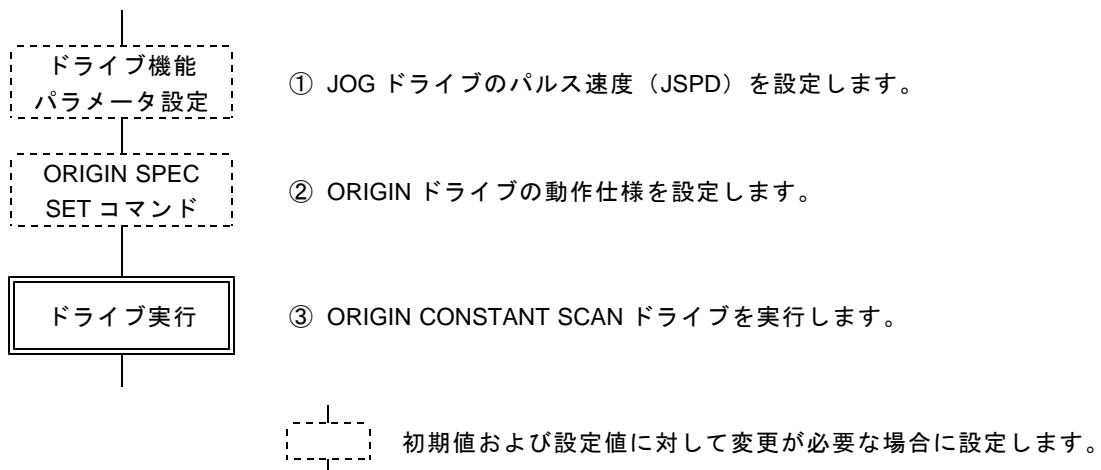 ドライブ機能
パラメータ設定
① JOG ドライブのパルス速度（JSPD）を設定します。
ORIGIN SPEC
SET コマンド
② ORIGIN ドライブの動作仕様を設定します。
ドライブ実行
③ ORIGIN CONSTANT SCAN ドライブを実行します。
初期値および設定値に対して変更が必要な場合に設定します。